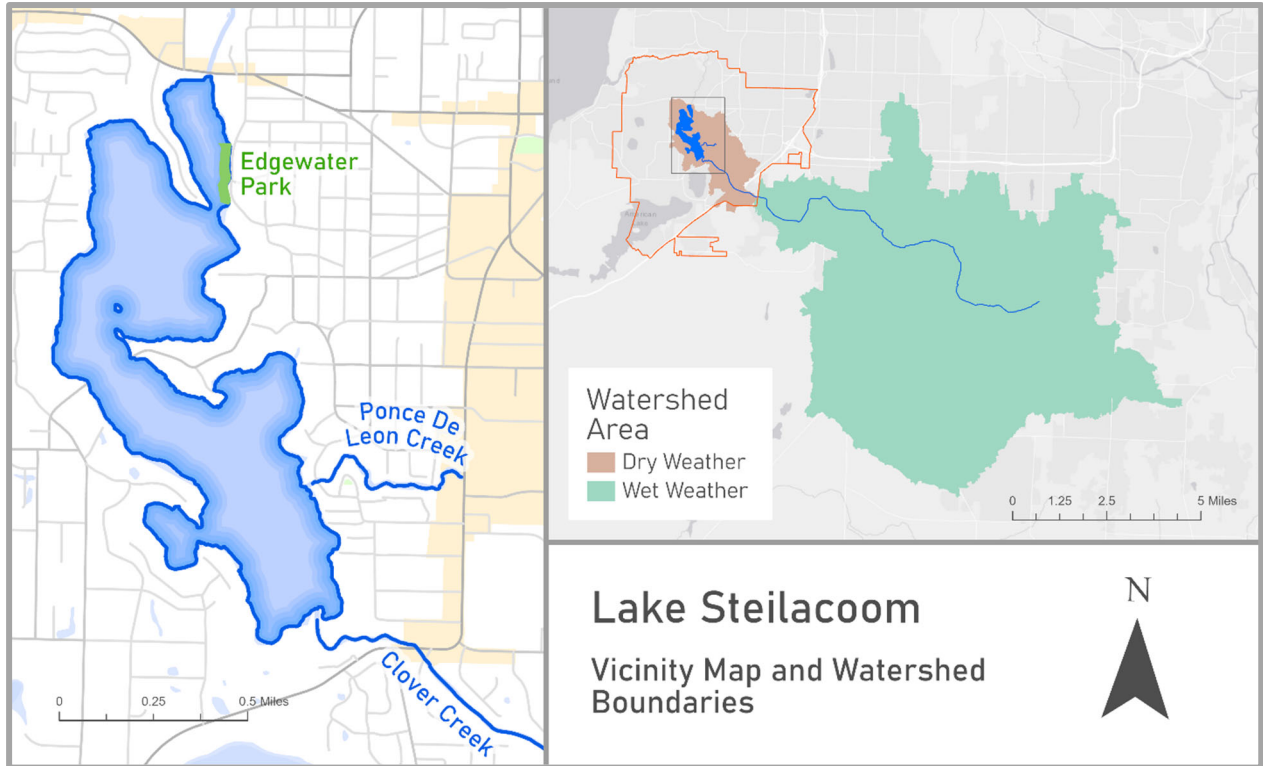 Edgewater
Park
Ponce De
Leon Creek
Clover Creek
0 0.25 0.5 Miles
Watershed
Area
Dry Weather
Wet Weather
0 1.25 2.5 5 Miles
Lake Steilacoom
Vicinity Map and Watershed
Boundaries
N